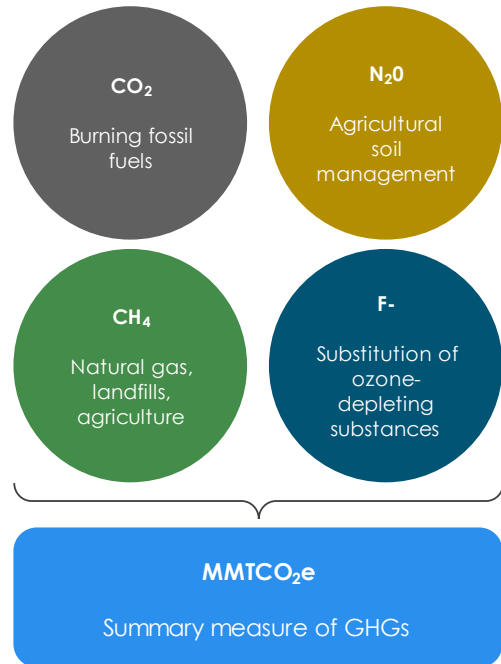 CO₂
Burning fossil
fuels
N₂0
Agricultural
soil
management
CH₄
Natural gas,
landfills,
agriculture
F-
Substitution of
ozone-
depleting
substances
MMTCO₂e
Summary measure of GHGs